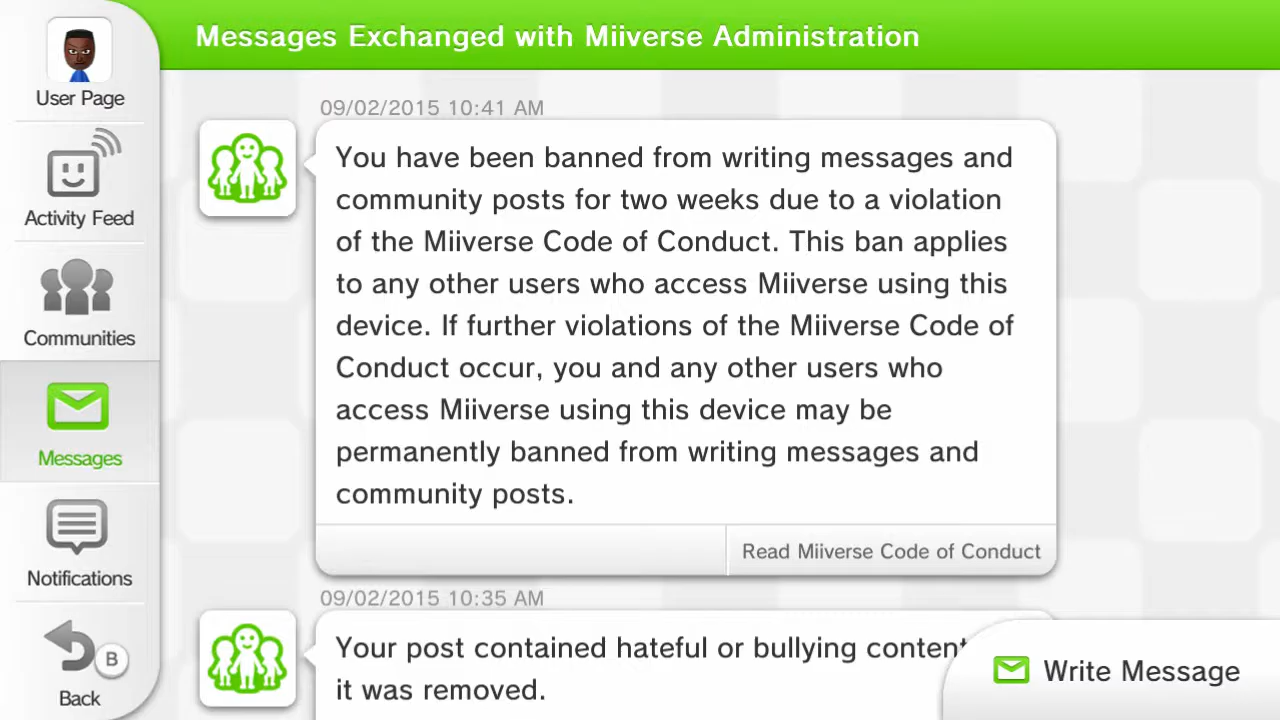 Messages Exchanged with Miiverse Administration
User Page
Activity Feed
Communities
Messages
Notifications
B
Back
09/02/2015 10:41 AM
You have been banned from writing messages and
community posts for two weeks due to a violation
of the Miiverse Code of Conduct. This ban applies
to any other users who access Miiverse using this
device. If further violations of the Miiverse Code of
Conduct occur, you and any other users who
access Miiverse using this device may be
permanently banned from writing messages and
community posts.
Read Miiverse Code of Conduct
09/02/2015 10:35 AM
Your post contained hateful or bullying content
it was removed.
Write Message